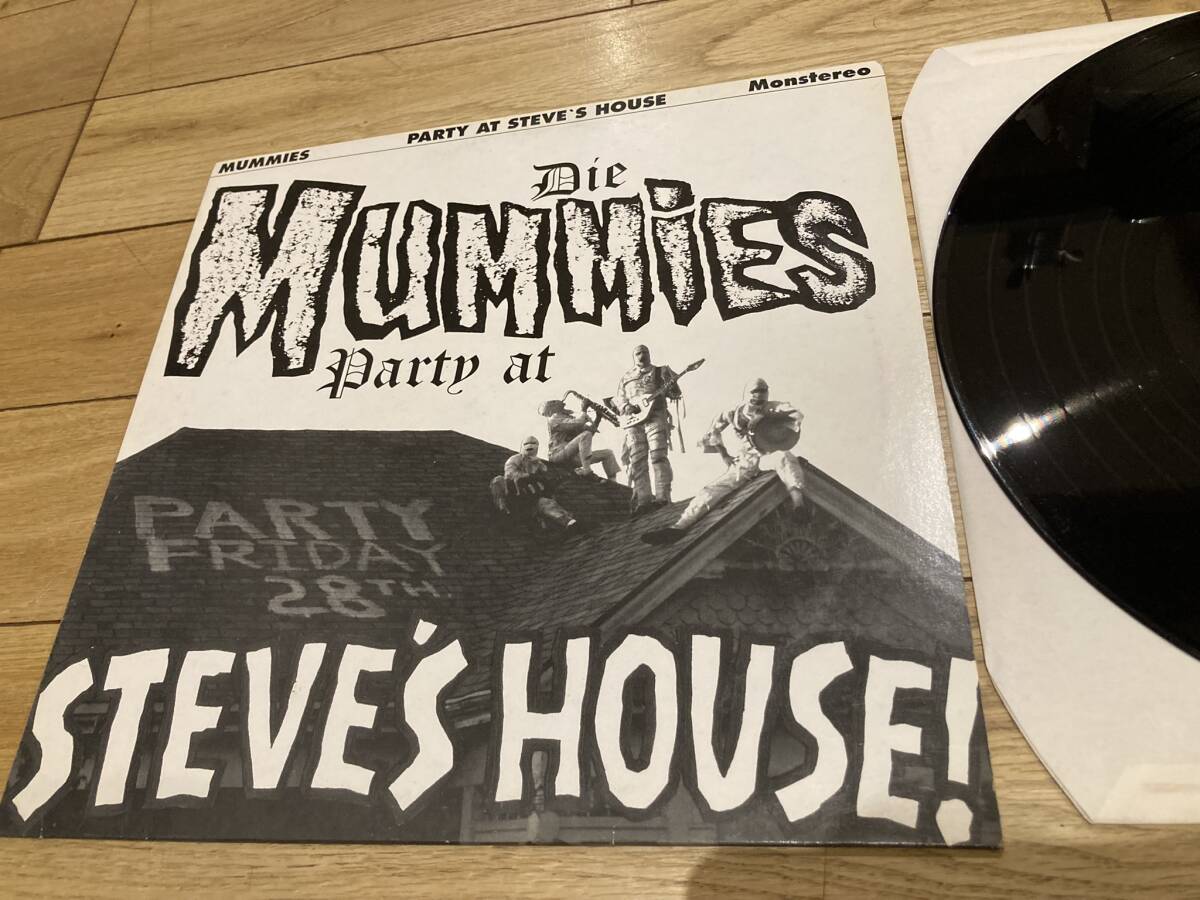 MUMMIES PARTY AT STEVE'S HOUSE Monstereo
Die
MUMMiES
Party at
PARTY
FRIDAY
28TH.
STEVE'S HOUSE!